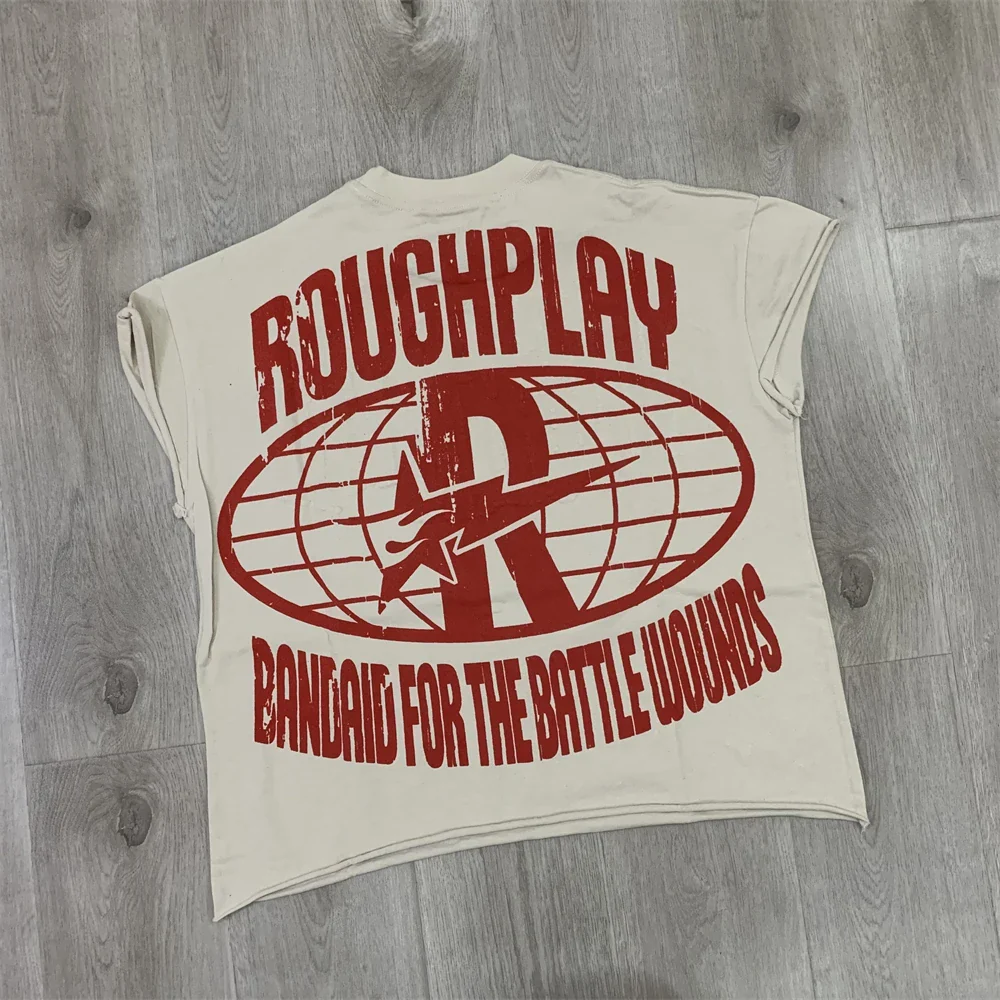 ROUGHPLAY
R
BANDAID FOR THE BATTLE WOUNDS